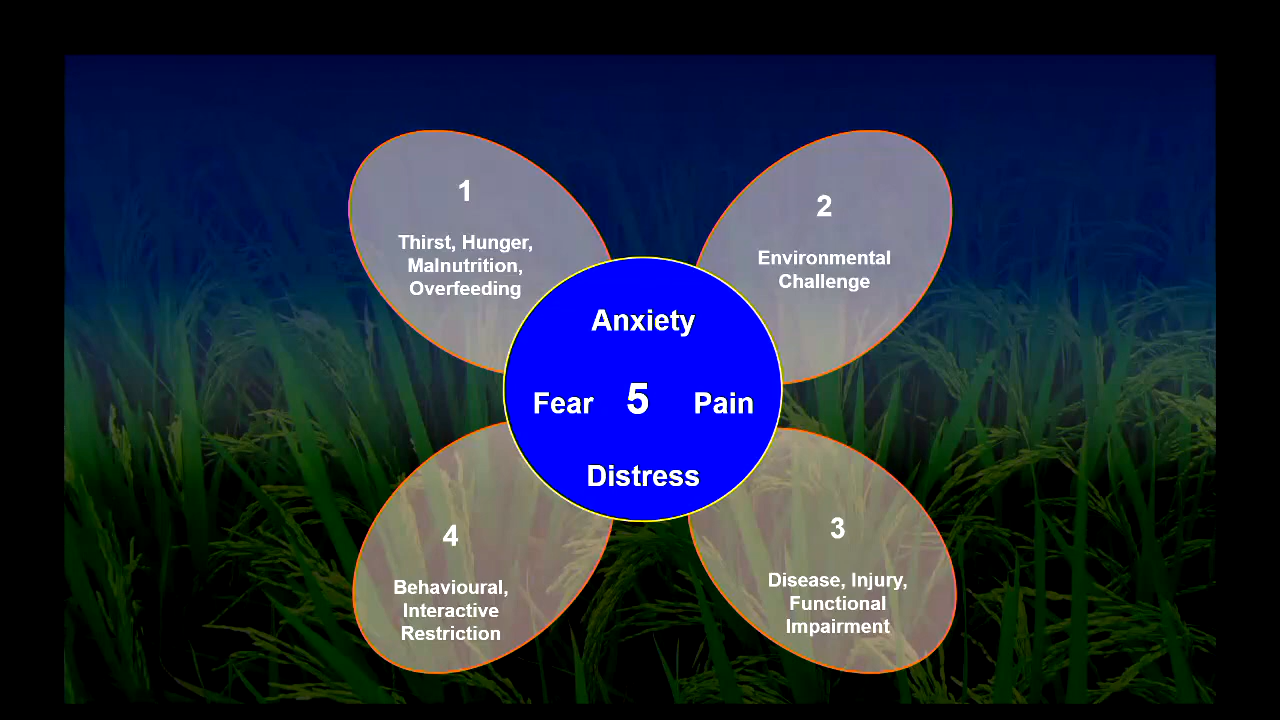 1
Thirst, Hunger,
Malnutrition,
Overfeeding
2
Environmental
Challenge
Anxiety
Fear 5 Pain
Distress
4
Behavioural,
Interactive
Restriction
3
Disease, Injury,
Functional
Impairment